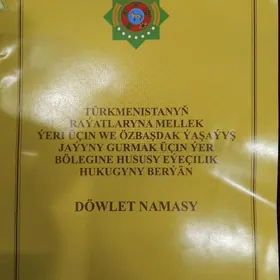 TÜRKMENISTANYŇ
RAÝATLARYNA MELLEK
ÝERI ÜÇIN WE ÖZBAŞDAK ÝAŞAÝYŞ
JAÝYNY GURMAK ÜÇIN ÝER
BÖLEGINE HUSUSY EÝEÇILIK
HUKUGYNY BERÝÄN
DÖWLET NAMASY